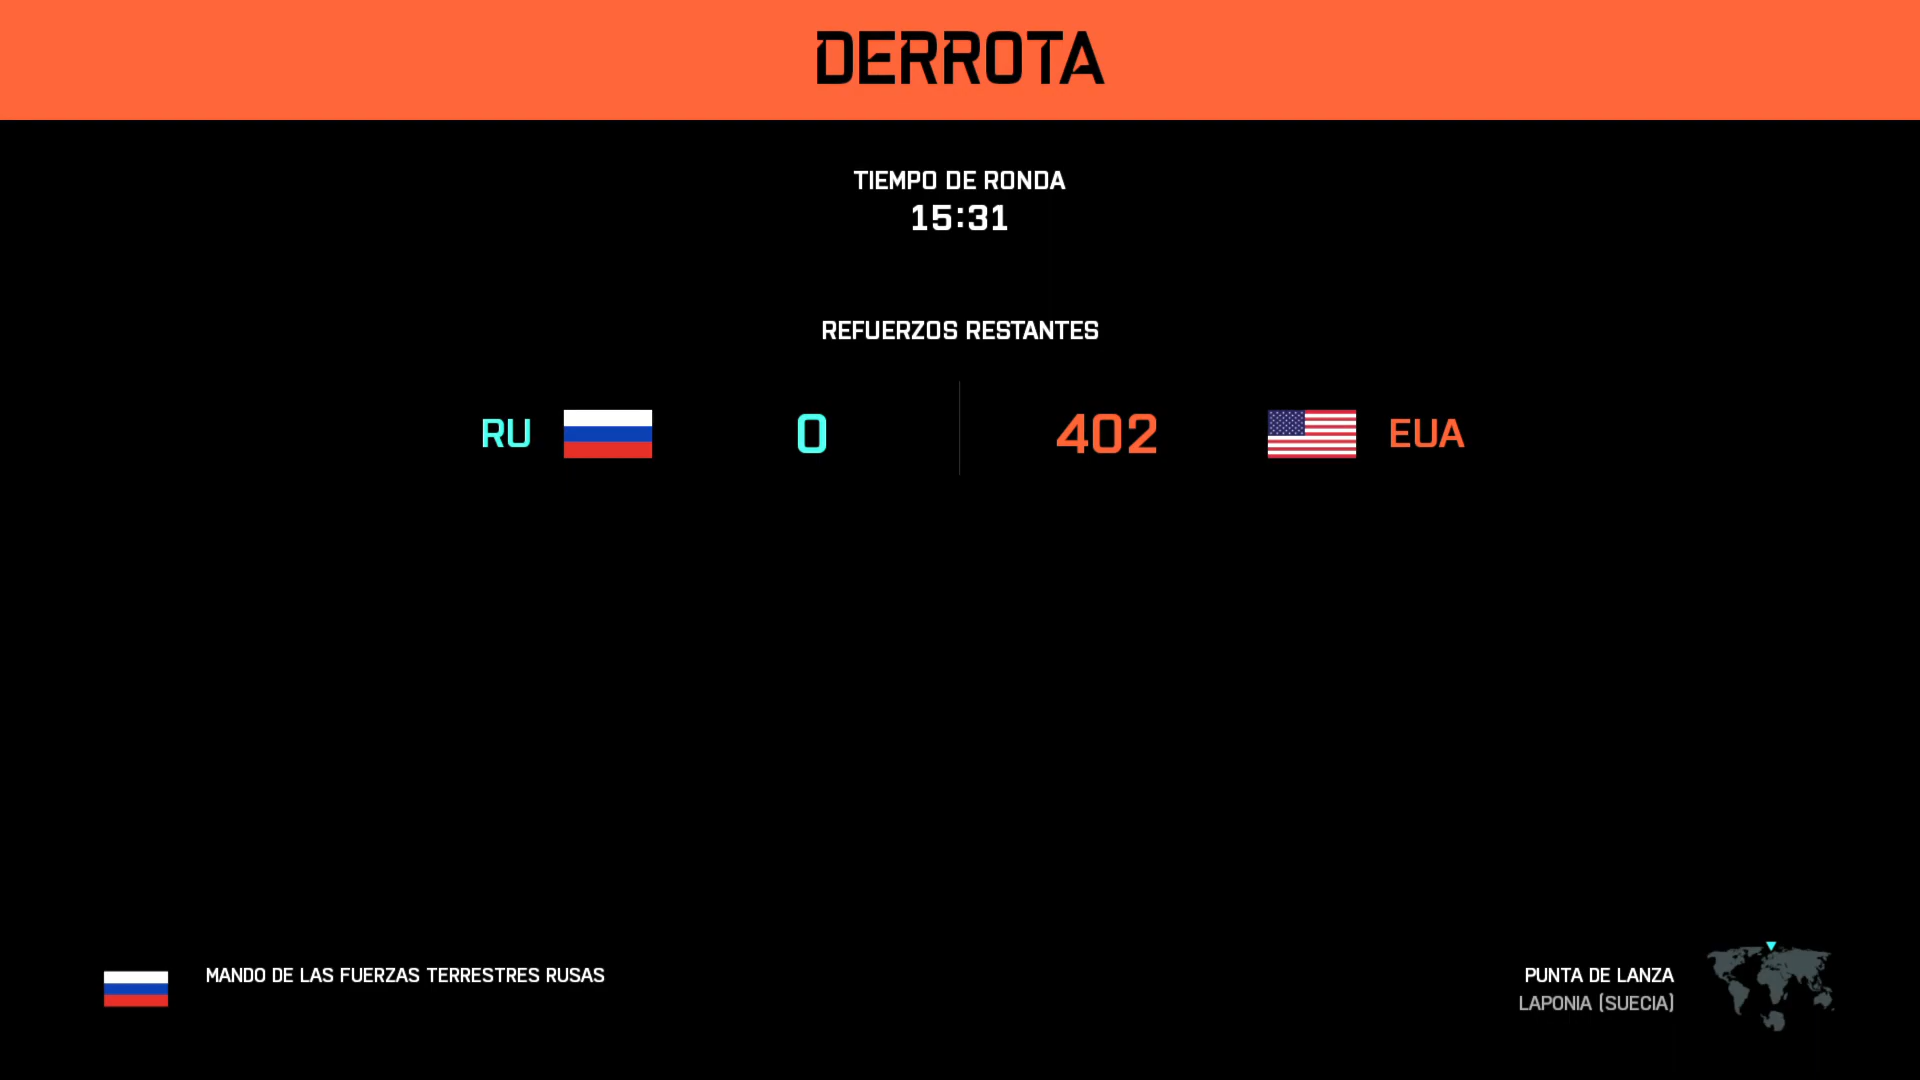 DERROTA
TIEMPO DE RONDA
15:31
REFUERZOS RESTANTES
RU 0 402 EUA
MANDO DE LAS FUERZAS TERRESTRES RUSAS
PUNTA DE LANZA
LAPONIA (SUECIA)